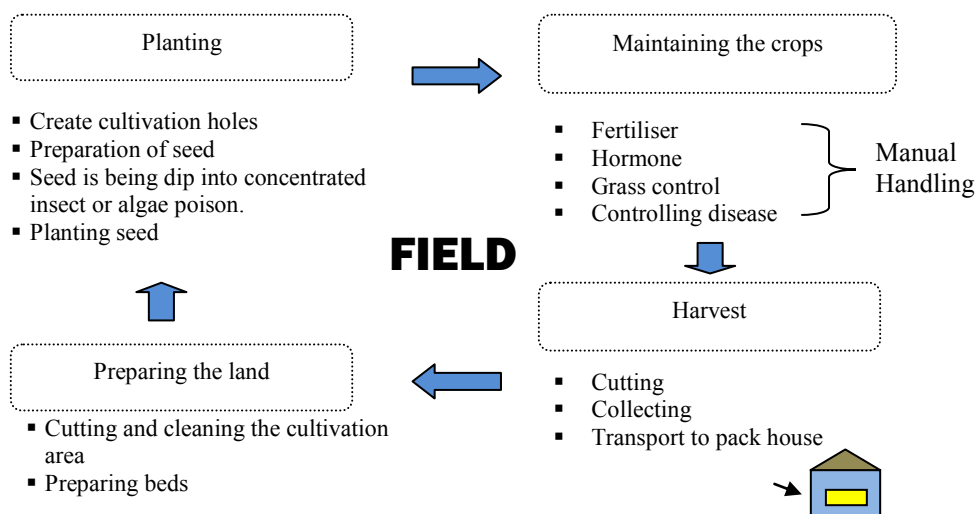 Planting
▪ Create cultivation holes
▪ Preparation of seed
▪ Seed is being dip into concentrated
insect or algae poison.
▪ Planting seed
Maintaining the crops
▪ Fertiliser
▪ Hormone
▪ Grass control
▪ Controlling disease
Manual
Handling
FIELD
Harvest
▪ Cutting
▪ Collecting
▪ Transport to pack house
Preparing the land
▪ Cutting and cleaning the cultivation
area
▪ Preparing beds